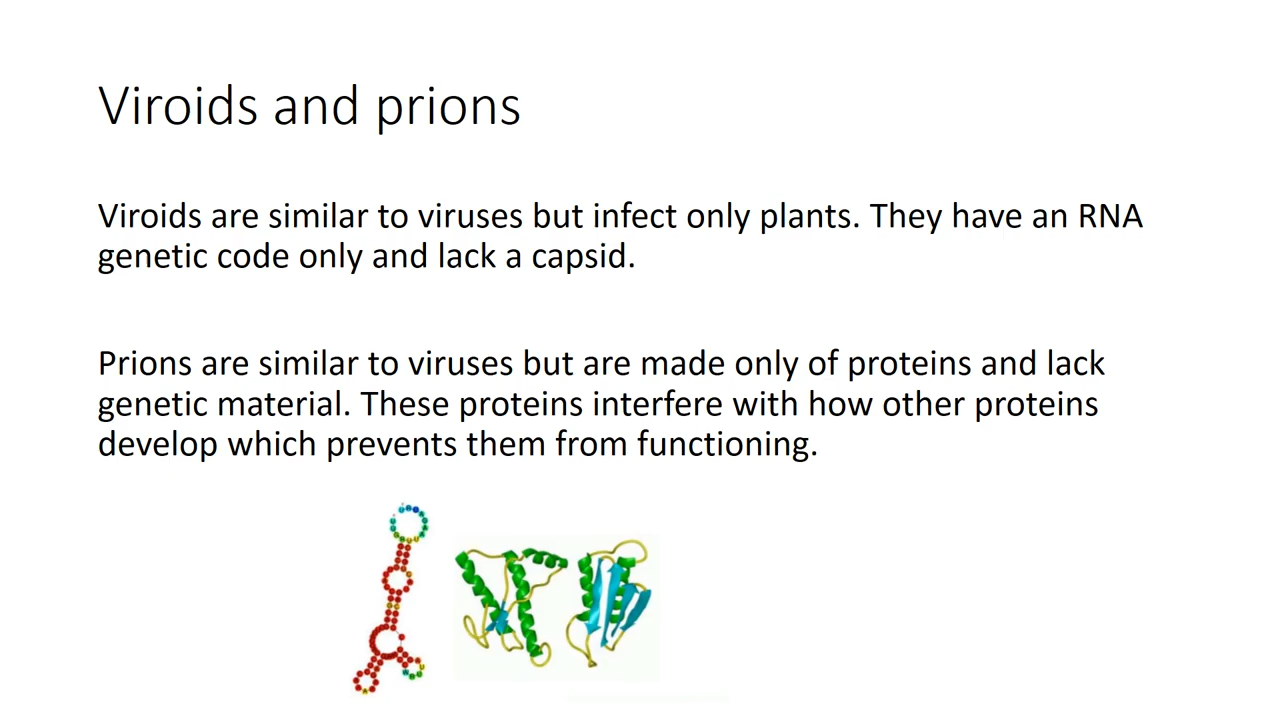 Viroids and prions
Viroids are similar to viruses but infect only plants. They have an RNA
genetic code only and lack a capsid.
Prions are similar to viruses but are made only of proteins and lack
genetic material. These proteins interfere with how other proteins
develop which prevents them from functioning.